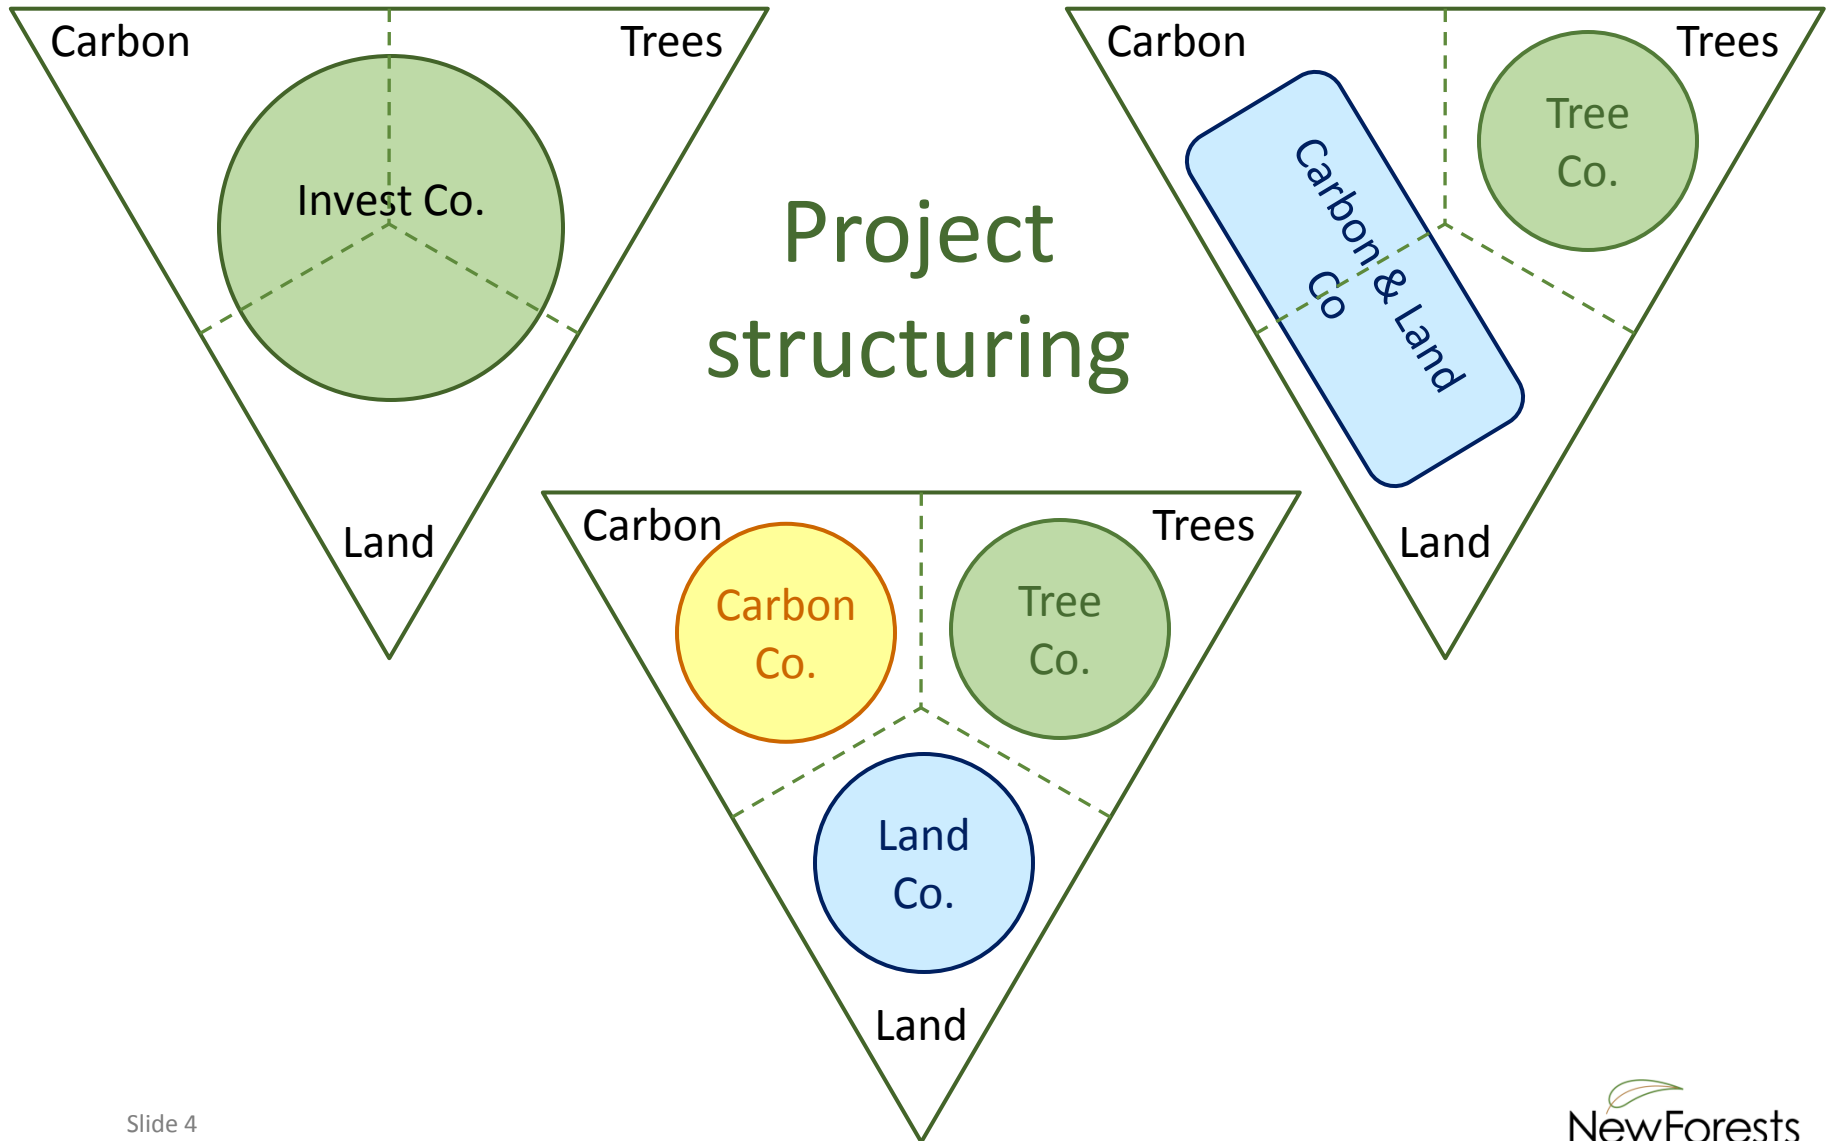 Carbon
Trees
Invest Co.
Land
Project
structuring
Carbon
Trees
Tree
Co.
Carbon & Land
Co
Land
Carbon
Trees
Carbon
Co.
Tree
Co.
Land
Co.
Land
Slide 4
NewForests